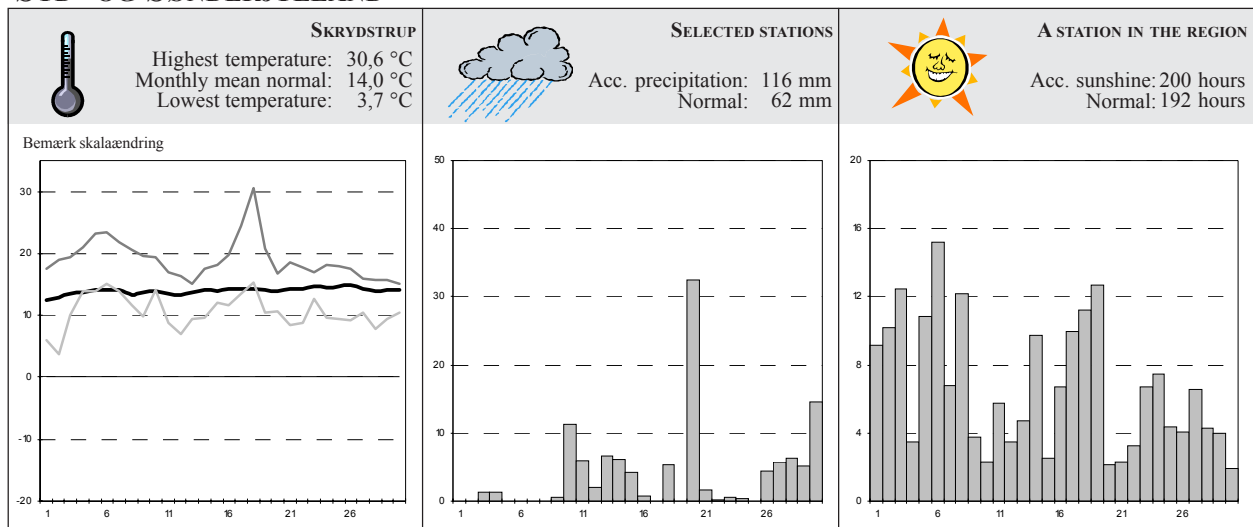 SKRYDSTRUP
Highest temperature: 30,6 °C
Monthly mean normal: 14,0 °C
Lowest temperature: 3,7 °C
SELECTED STATIONS
Acc. precipitation: 116 mm
Normal: 62 mm
A STATION IN THE REGION
Acc. sunshine: 200 hours
Normal: 192 hours
Bemærk skalaændring
30
20
10
0
-10
-20
1 6 11 16 21 26
50
40
30
20
10
0
1 6 11 16 21 26
20
16
12
8
4
0
1 6 11 16 21 26